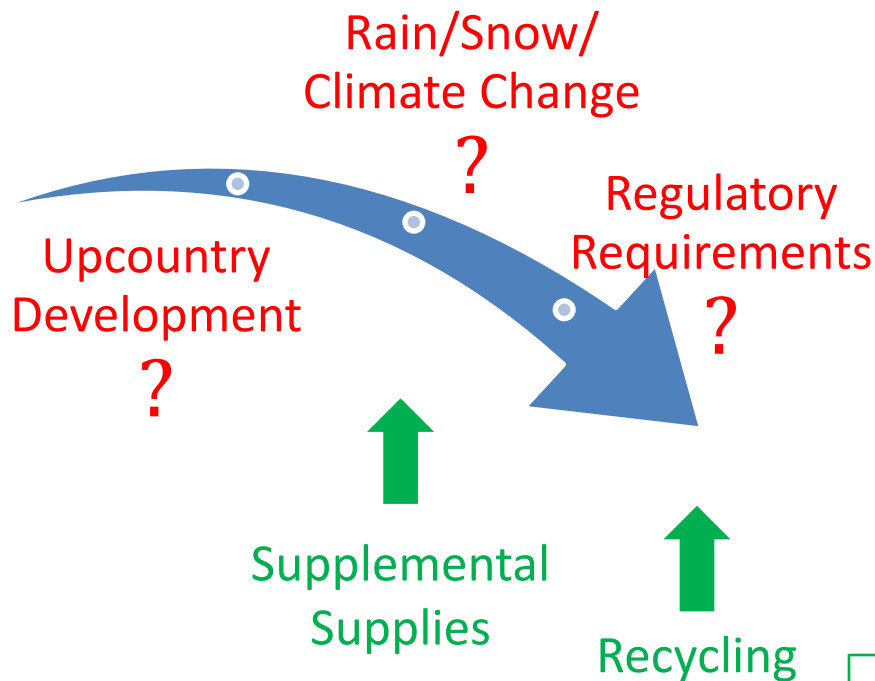 Rain/Snow/
Climate Change
?
Regulatory
Requirements
?
Upcountry
Development
?
Supplemental
Supplies
Recycling